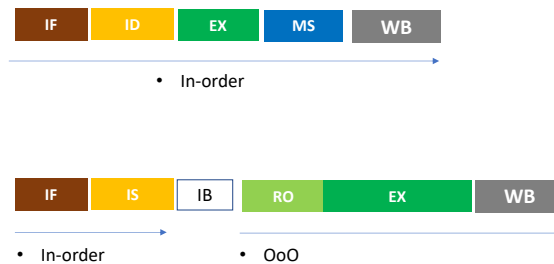 IF ID EX MS WB
• In-order
IF IS IB RO EX WB
• In-order • OoO